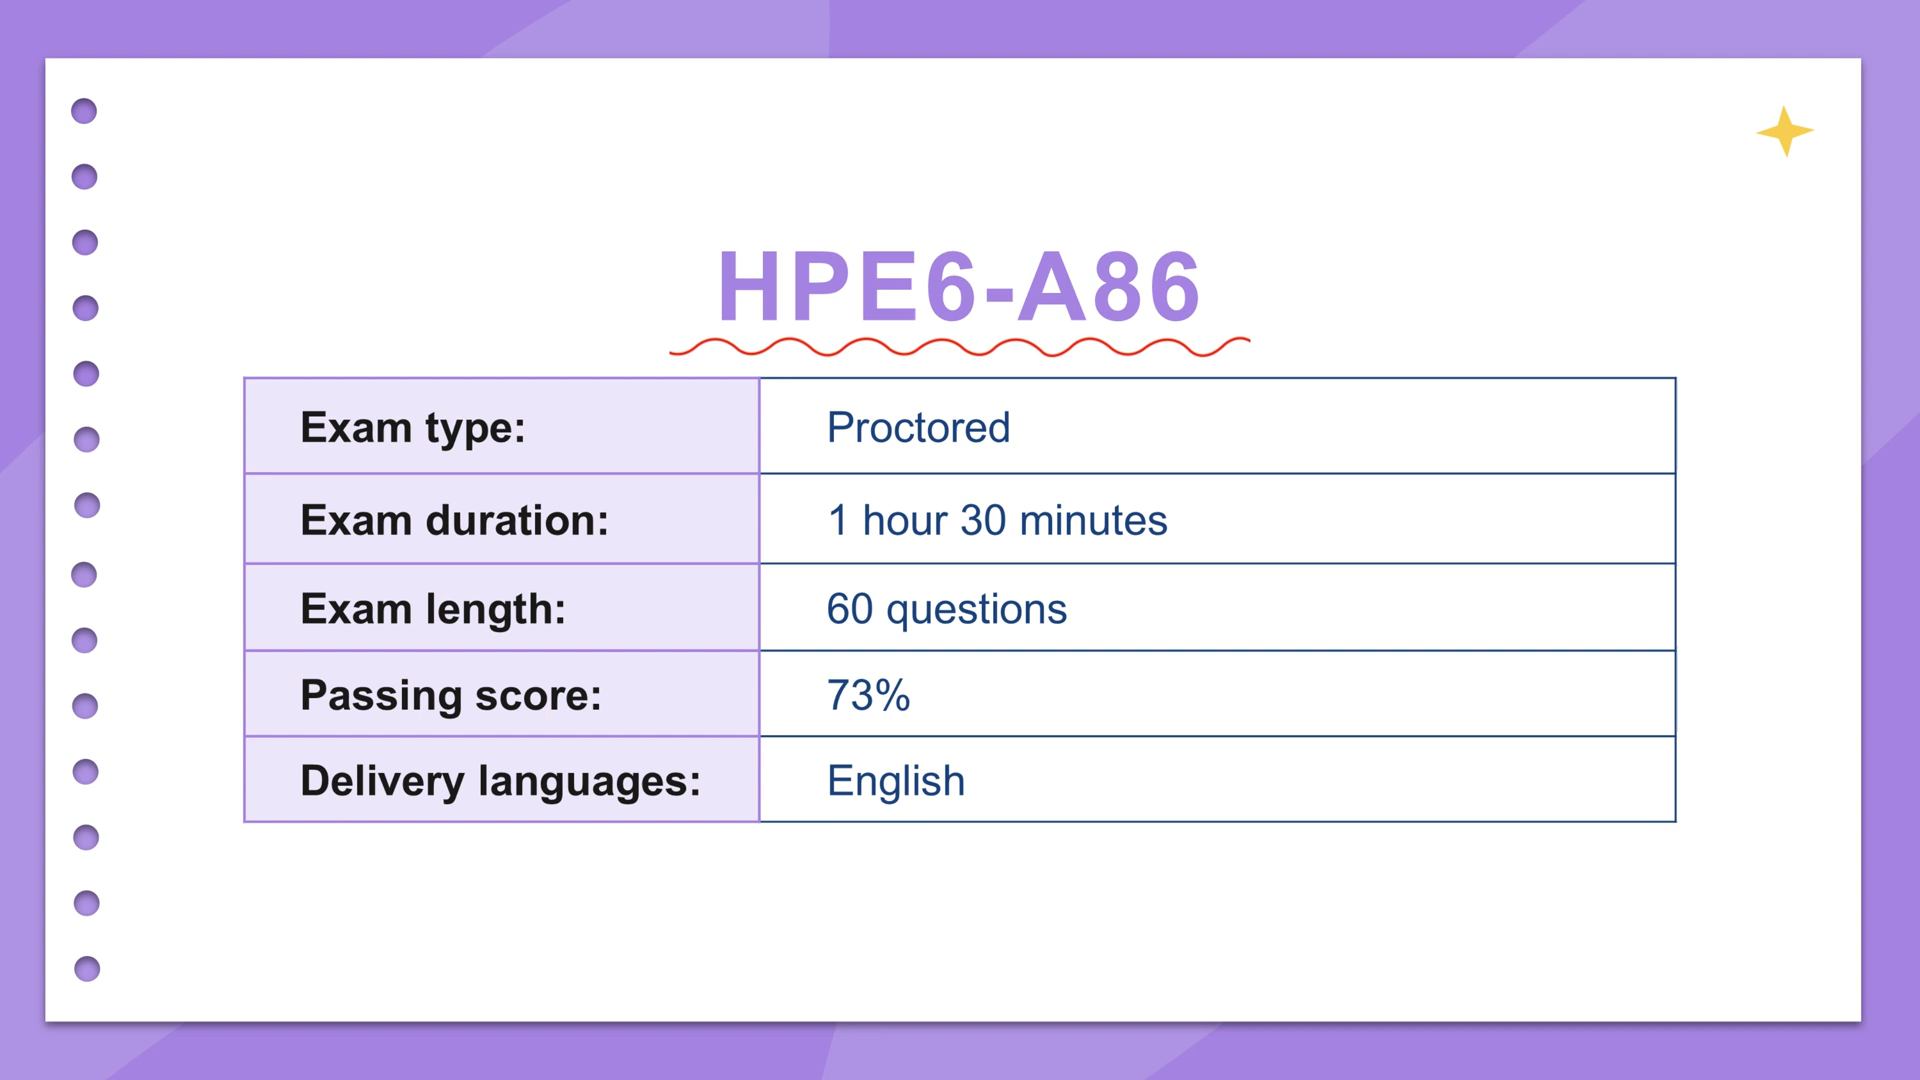 HPE6-A86
Exam type: Proctored
Exam duration: 1 hour 30 minutes
Exam length: 60 questions
Passing score: 73%
Delivery languages: English